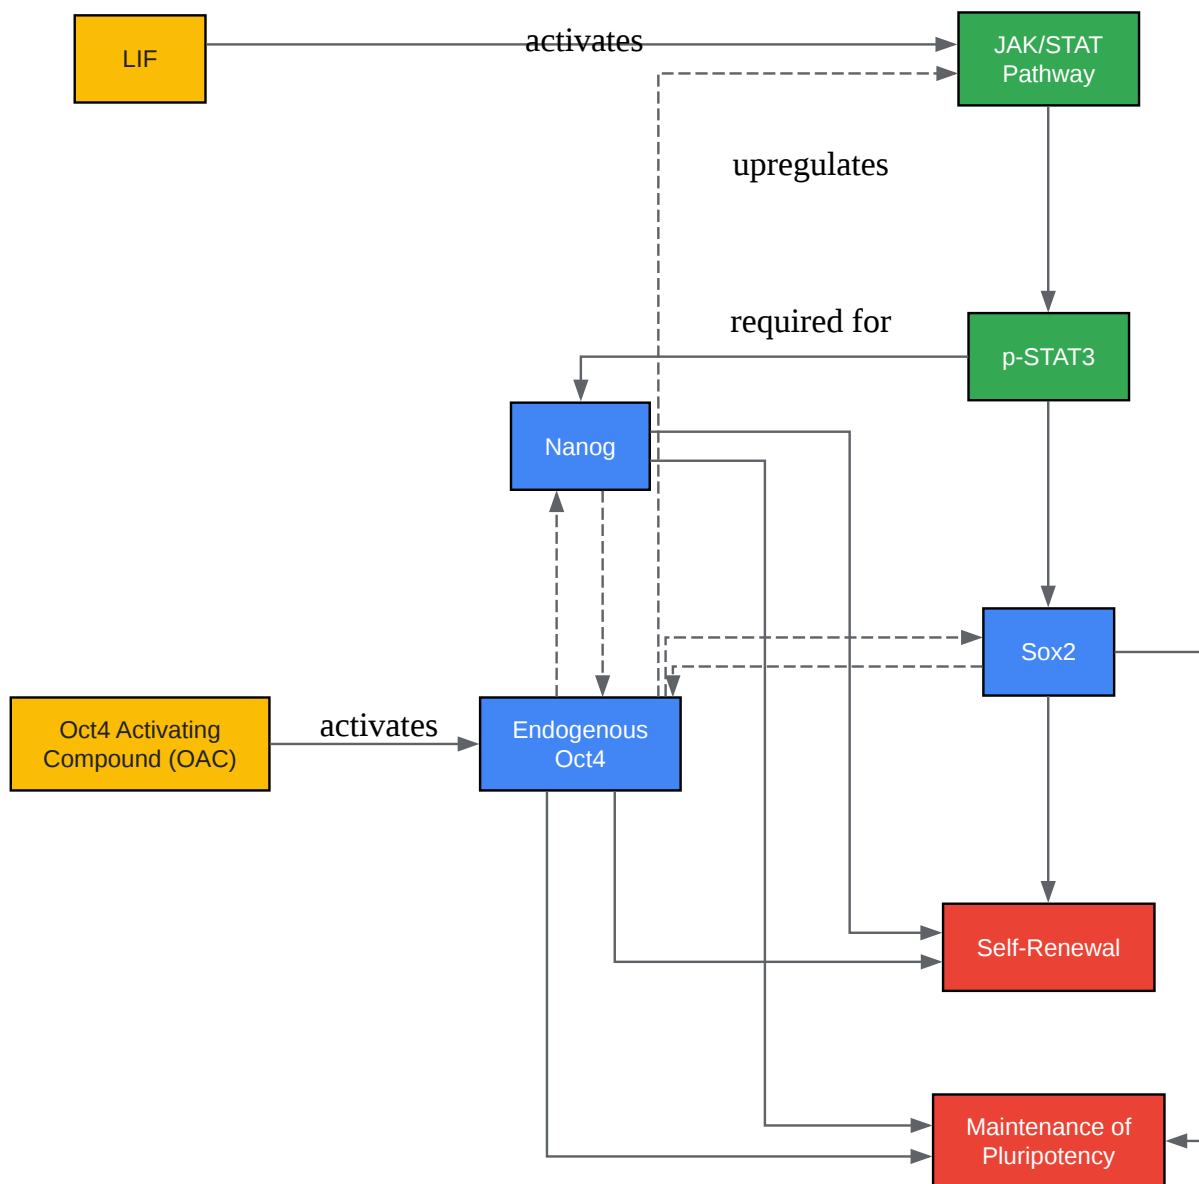 LIF
activates
JAK/STAT
Pathway
upregulates
required for
p-STAT3
Nanog
Sox2
Oct4 Activating
Compound (OAC)
activates
Endogenous
Oct4
Self-Renewal
Maintenance of
Pluripotency